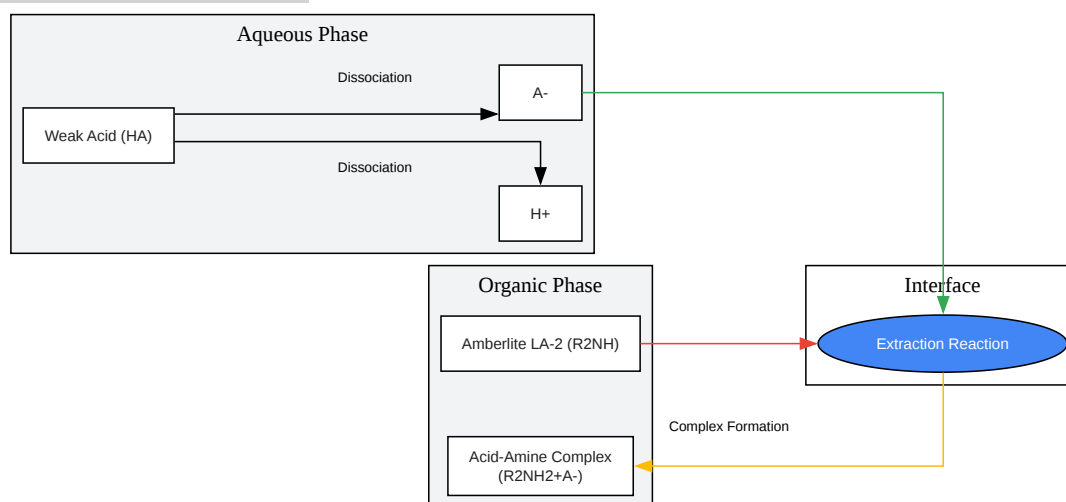 Aqueous Phase
Dissociation
A-
Weak Acid (HA)
Dissociation
H+
Organic Phase
Interface
Amberlite LA-2 (R2NH)
Extraction Reaction
Complex Formation
Acid-Amine Complex
(R2NH2+A-)